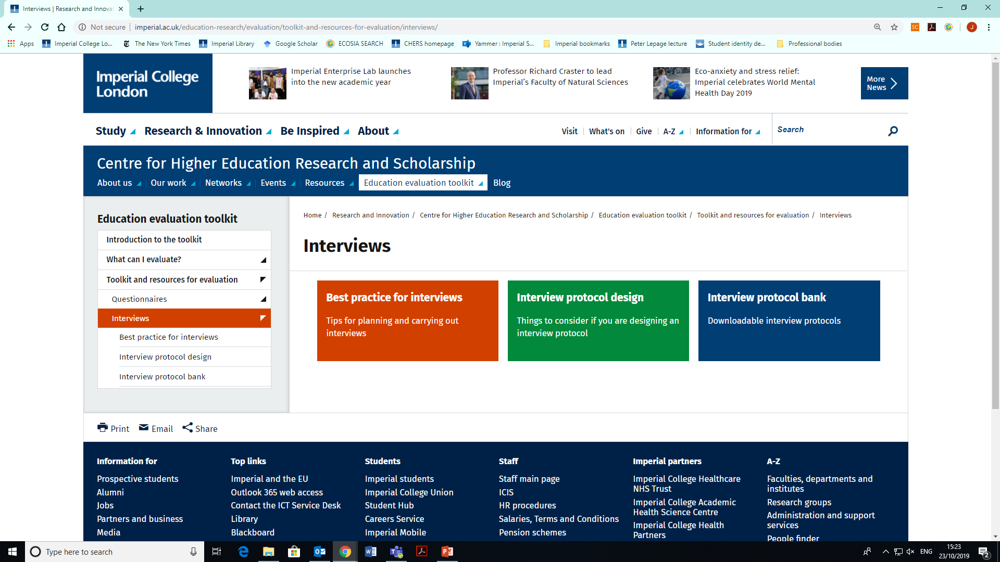 Interviews | Research and Innova
Not secure
imperial.ac.uk/education-research/evaluation/toolkit-and-resources-for-evaluation/interviews/
SC
J
Apps
Imperial College Lo...
The New York Times
Imperial Library
Google Scholar
ECOSIA SEARCH
CHERS homepage
Yammer : Imperial S...
Imperial bookmarks
Peter Lepage lecture
Student identity de...
Professional bodies
Imperial College
London
Imperial Enterprise Lab launches
into the new academic year
Professor Richard Craster to lead
Imperial’s Faculty of Natural Sciences
Eco-anxiety and stress relief:
Imperial celebrates World Mental
Health Day 2019
More
News
Study
Research & Innovation
Be Inspired
About
Visit
What's on
Give
A-Z
Information for
Search
Centre for Higher Education Research and Scholarship
About us
Our work
Networks
Events
Resources
Education evaluation toolkit
Blog
Education evaluation toolkit
Introduction to the toolkit
What can I evaluate?
Toolkit and resources for evaluation
Questionnaires
Interviews
Best practice for interviews
Interview protocol design
Interview protocol bank
Home / Research and Innovation / Centre for Higher Education Research and Scholarship / Education evaluation toolkit / Toolkit and resources for evaluation / Interviews
Interviews
Best practice for interviews
Tips for planning and carrying out
interviews
Interview protocol design
Things to consider if you are designing an
interview protocol
Interview protocol bank
Downloadable interview protocols
Print
Email
Share
Information for
Prospective students
Alumni
Jobs
Partners and business
Media
Top links
Imperial and the EU
Outlook 365 web access
Contact the ICT Service Desk
Library
Blackboard
Students
Imperial students
Imperial College Union
Student Hub
Careers Service
Imperial Mobile
Staff
Staff main page
ICIS
HR procedures
Salaries, Terms and Conditions
Pension schemes
Imperial partners
Imperial College Healthcare
NHS Trust
Imperial College Academic
Health Science Centre
Imperial College Health
Partners
A-Z
Faculties, departments and
institutes
Research groups
Administration and support
services
People finder
Type here to search
ENG
15:23
23/10/2019
2